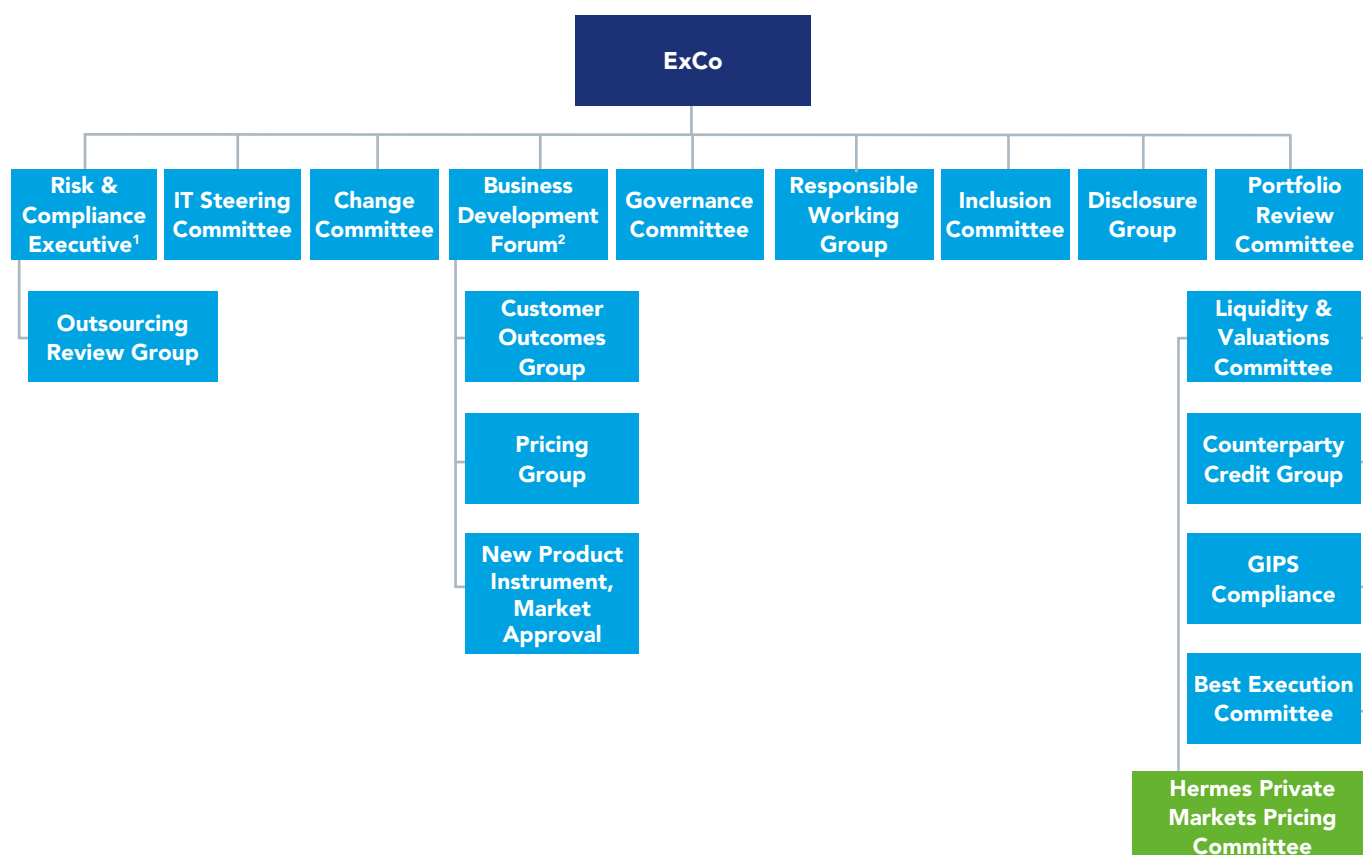 ExCo
Risk &
Compliance
Executive¹
IT Steering
Committee
Change
Committee
Business
Development
Forum²
Governance
Committee
Responsible
Working
Group
Inclusion
Committee
Disclosure
Group
Portfolio
Review
Committee
Outsourcing
Review Group
Customer
Outcomes
Group
Pricing
Group
New Product
Instrument,
Market
Approval
Liquidity &
Valuations
Committee
Counterparty
Credit Group
GIPS
Compliance
Best Execution
Committee
Hermes Private
Markets Pricing
Committee